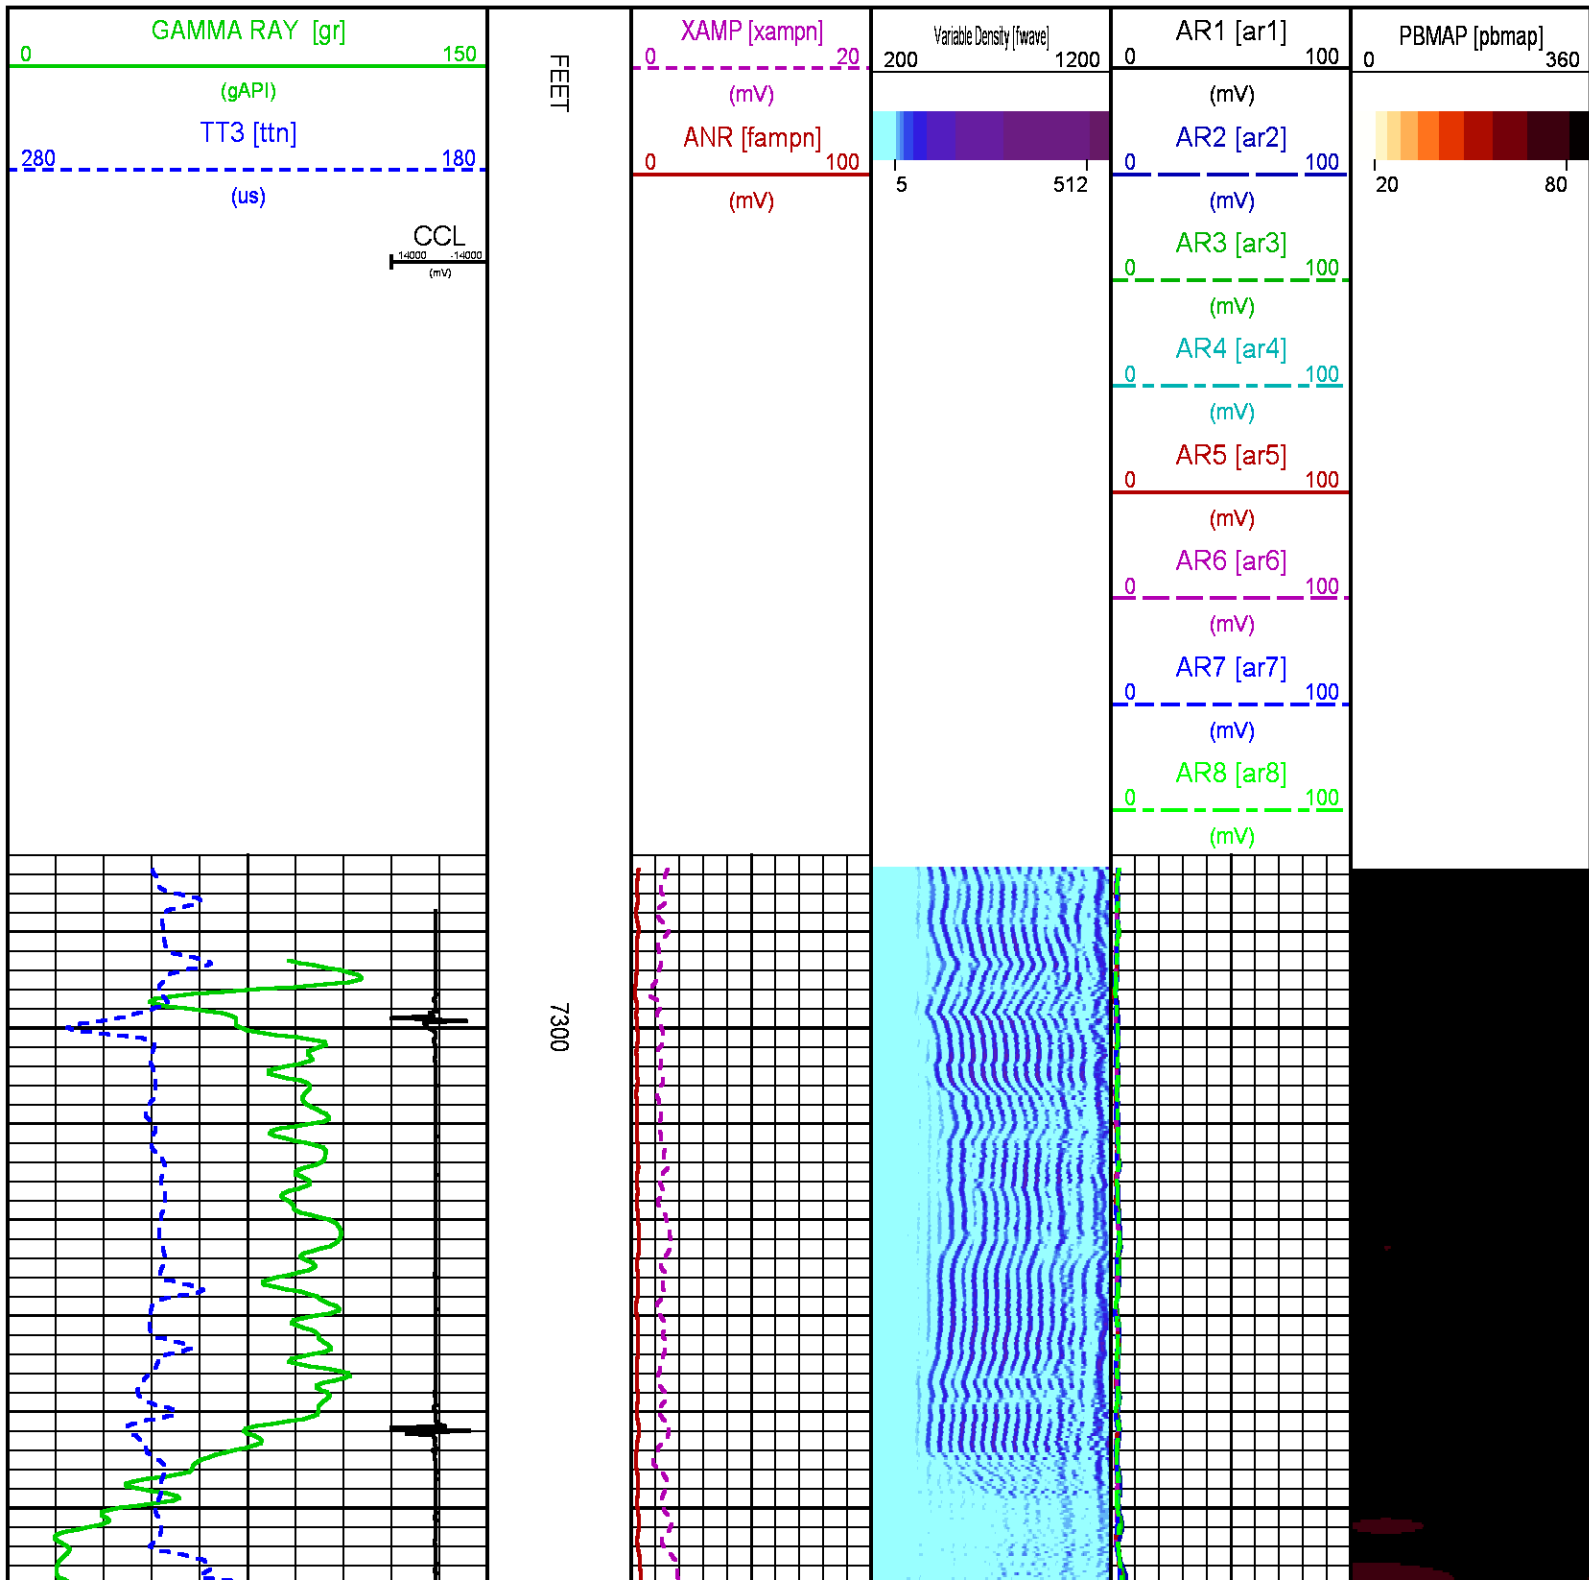 GAMMA RAY [gr]
0 150
(gAPI)
TT3 [ttn]
280 180
(us)
CCL
14000 -14000
(mV)
FEET
7300
XAMP [xampn]
0 20
(mV)
ANR [fampn]
0 100
(mV)
Variable Density [fwave]
200 1200
5 512
AR1 [ar1]
0 100
(mV)
AR2 [ar2]
0 100
(mV)
AR3 [ar3]
0 100
(mV)
AR4 [ar4]
0 100
(mV)
AR5 [ar5]
0 100
(mV)
AR6 [ar6]
0 100
(mV)
AR7 [ar7]
0 100
(mV)
AR8 [ar8]
0 100
(mV)
PBMAP [pbmap]
0 360
20 80